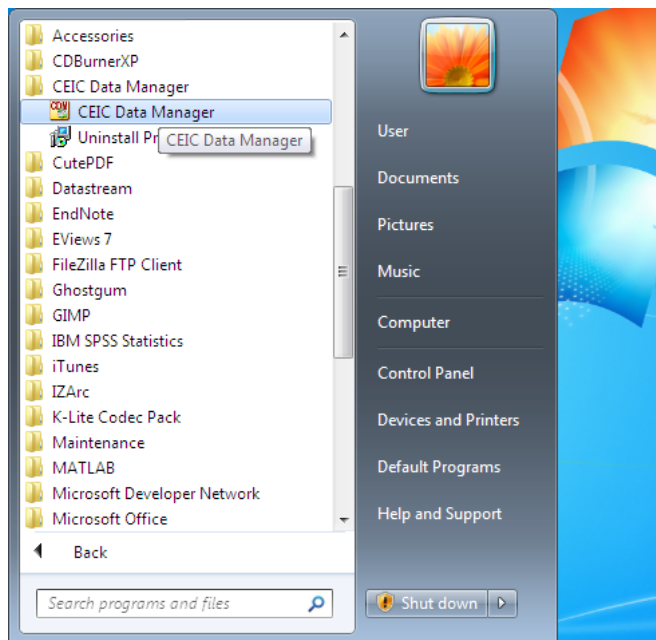 Accessories
CDBurnerXP
CEIC Data Manager
CEIC Data Manager
Uninstall Pr
CEIC Data Manager
CutePDF
Datastream
EndNote
EViews 7
FileZilla FTP Client
Ghostgum
GIMP
IBM SPSS Statistics
iTunes
IZArc
K-Lite Codec Pack
Maintenance
MATLAB
Microsoft Developer Network
Microsoft Office
Back
Search programs and files
User
Documents
Pictures
Music
Computer
Control Panel
Devices and Printers
Default Programs
Help and Support
Shut down